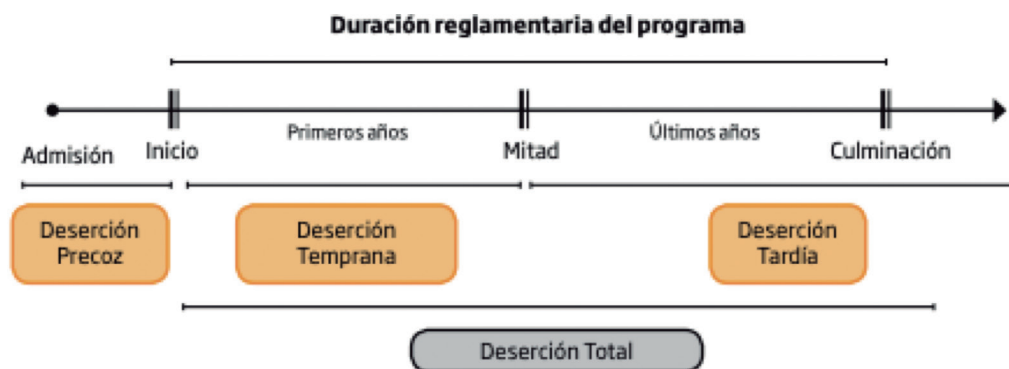 Duración reglamentaria del programa
Primeros años
Últimos años
Admisión
Inicio
Mitad
Culminación
Deserción
Precoz
Deserción
Temprana
Deserción
Tardía
Deserción Total